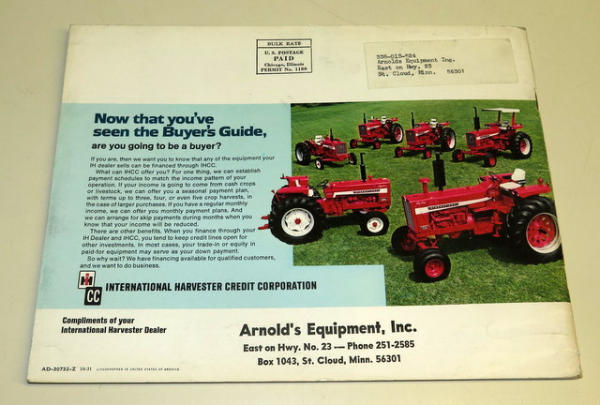 BULK RATE
U. S. POSTAGE
PAID
Chicago, Illinois
PERMIT No. 1189
Arnolds Equipment Inc.
East on Hwy. 23
St. Cloud, Minn. 56301
Now that you've
seen the Buyer's Guide,
are you going to be a buyer?
If you are, then we want you to know that any of the equipment your
IH dealer sells can be financed through IHCC.
What can IHCC offer you? For one thing, we can establish
payment schedules to match the income pattern of your
operation. If your income is going to come from cash crops
or livestock, we can offer you a seasonal payment plan,
with terms up to three, four, or even five crop harvests, in
the case of larger purchases. If you have a regular monthly
income, we can offer you monthly payment plans. And
we can arrange for skip payments during months when you
know that your income will be reduced.
There are other benefits. When you finance through your
IH Dealer and IHCC, you tend to keep credit lines open for
other investments. In most cases, your trade-in or equity in
paid-for equipment may serve as your down payment.
So why wait? We have financing available for qualified customers,
and we want to do business.
IH
CC
INTERNATIONAL HARVESTER CREDIT CORPORATION
Compliments of your
International Harvester Dealer
Arnold's Equipment, Inc.
East on Hwy. No. 23 — Phone 251-2585
Box 1043, St. Cloud, Minn. 56301
LITHOGRAPHED IN UNITED STATES OF AMERICA